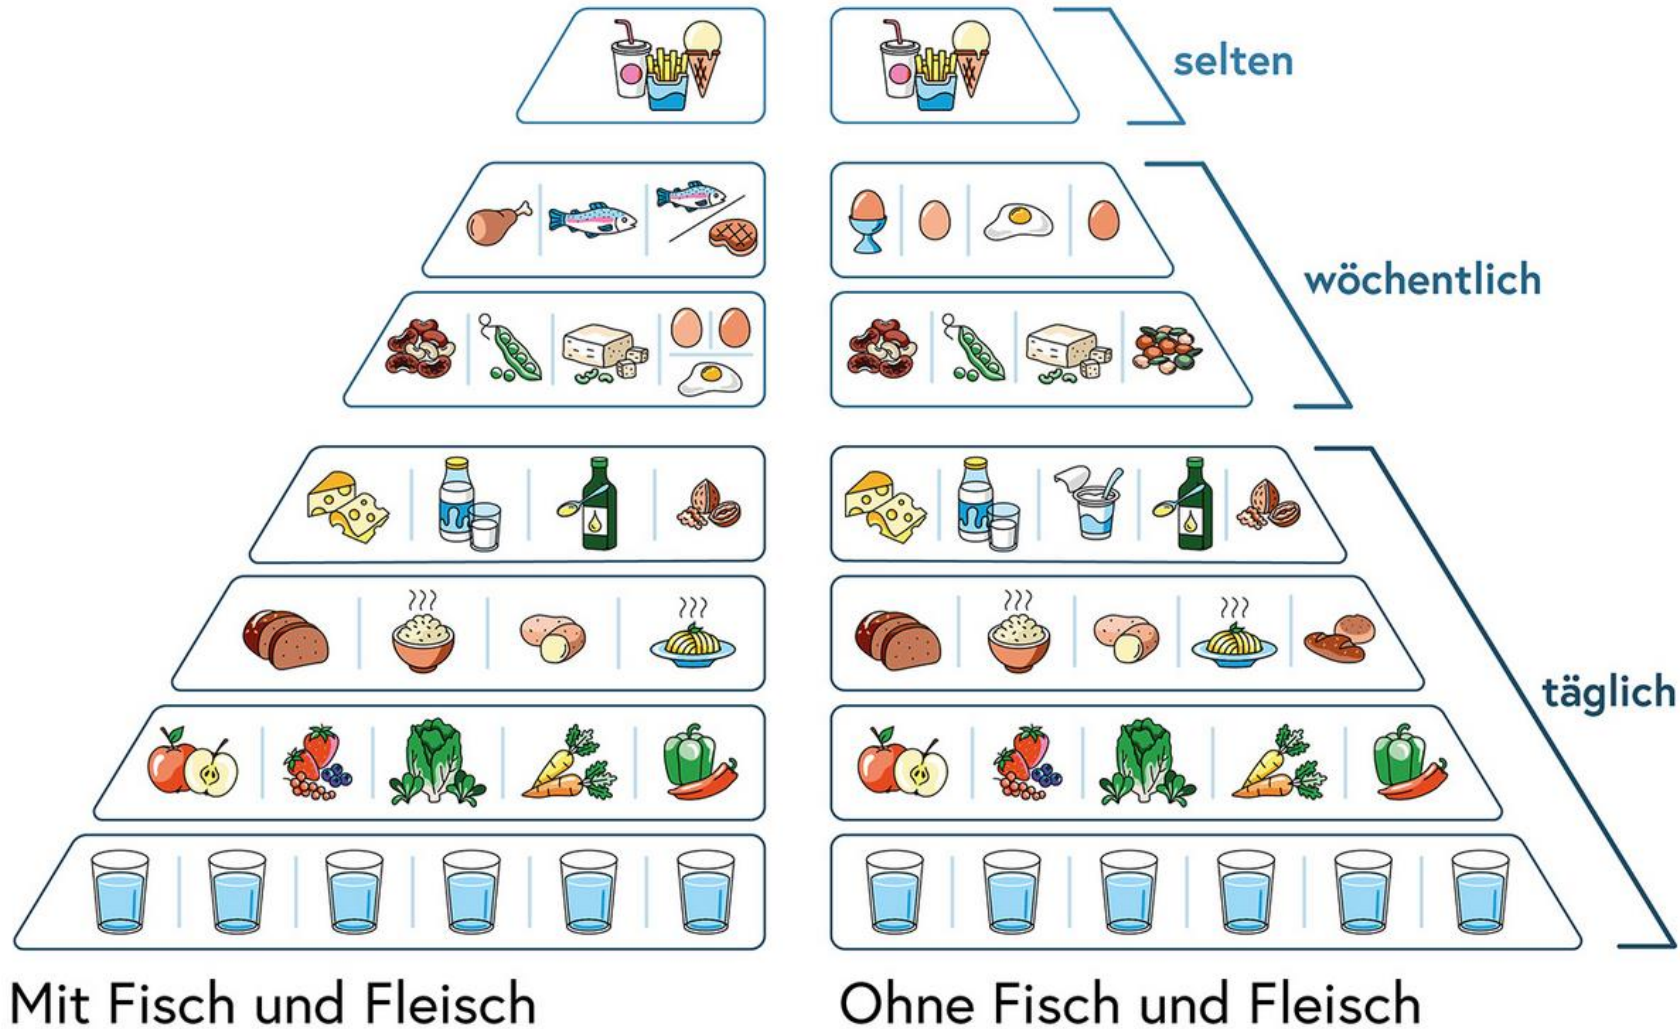 selten
wöchentlich
täglich
Mit Fisch und Fleisch
Ohne Fisch und Fleisch